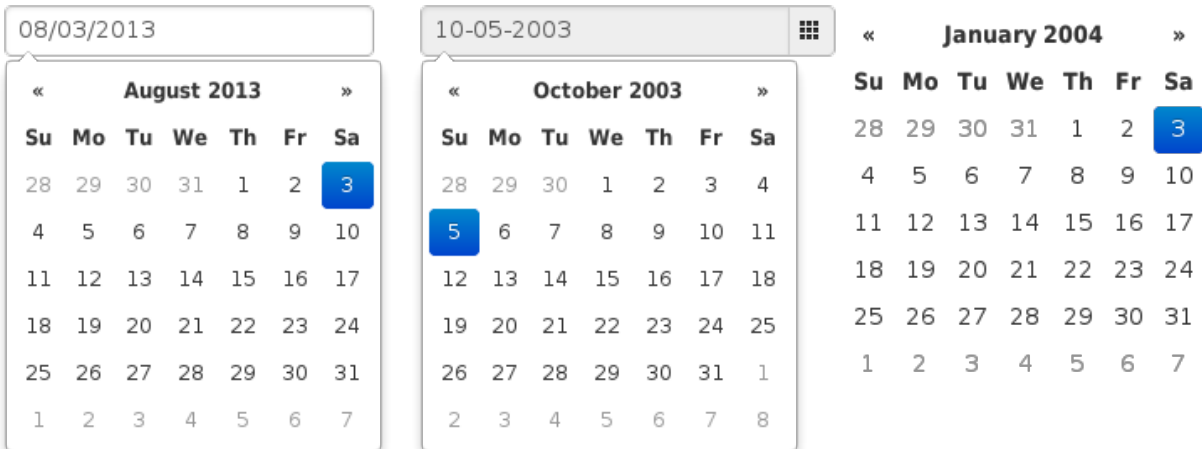 08/03/2013
« August 2013 »
Su Mo Tu We Th Fr Sa
28 29 30 31 1 2 3
4 5 6 7 8 9 10
11 12 13 14 15 16 17
18 19 20 21 22 23 24
25 26 27 28 29 30 31
1 2 3 4 5 6 7
10-05-2003
« October 2003 »
Su Mo Tu We Th Fr Sa
28 29 30 1 2 3 4
5 6 7 8 9 10 11
12 13 14 15 16 17 18
19 20 21 22 23 24 25
26 27 28 29 30 31 1
2 3 4 5 6 7 8
« January 2004 »
Su Mo Tu We Th Fr Sa
28 29 30 31 1 2 3
4 5 6 7 8 9 10
11 12 13 14 15 16 17
18 19 20 21 22 23 24
25 26 27 28 29 30 31
1 2 3 4 5 6 7